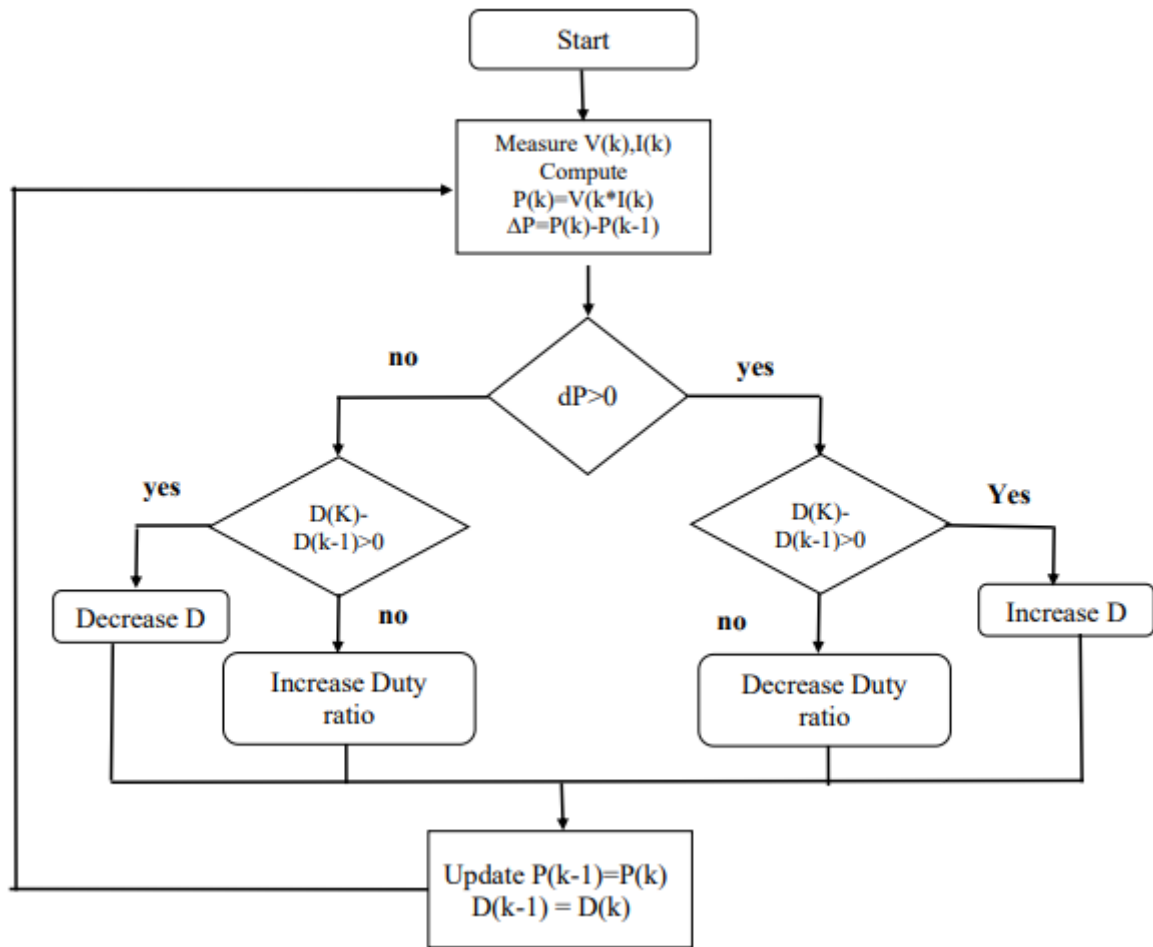 Start
Measure V(k),I(k)
Compute
P(k)=V(k*I(k)
ΔP=P(k)-P(k-1)
no
yes
dP>0
yes
Yes
D(K)-
D(k-1)>0
D(K)-
D(k-1)>0
Decrease D
no
no
Increase D
Increase Duty
ratio
Decrease Duty
ratio
Update P(k-1)=P(k)
D(k-1) = D(k)